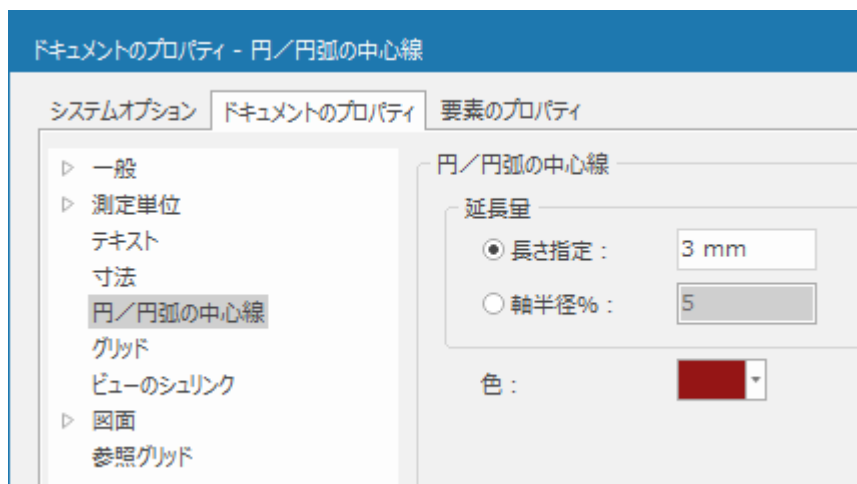 ドキュメントのプロパティ - 円／円弧の中心線
システムオプション ドキュメントのプロパティ 要素のプロパティ
一般
測定単位
テキスト
寸法
円／円弧の中心線
グリッド
ビューのシュリンク
図面
参照グリッド
円／円弧の中心線
延長量
長さ指定： 3 mm
軸半径%： 5
色：